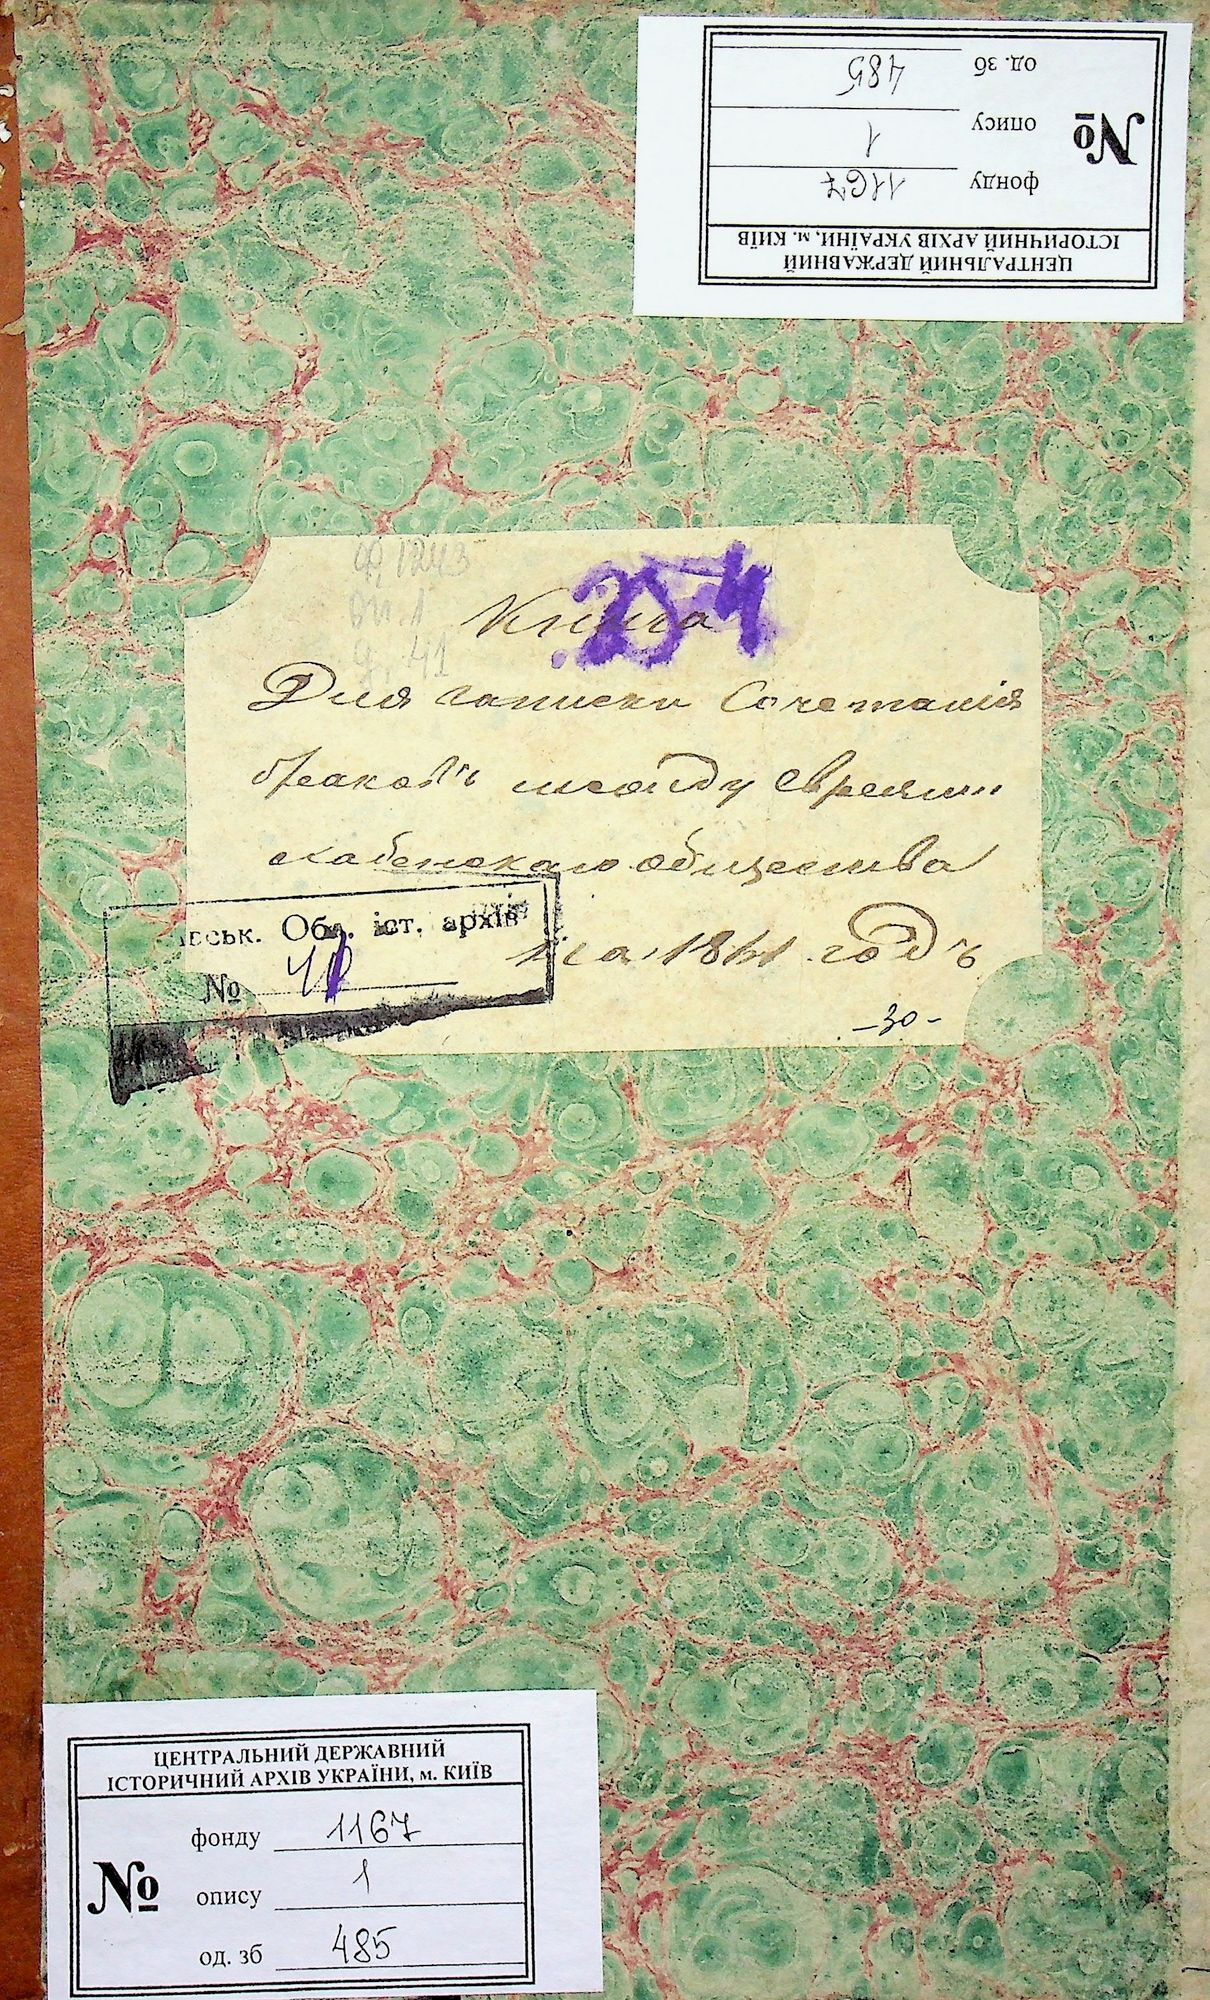 ЦЕНТРАЛЬНИЙ ДЕРЖАВНИЙ
ІСТОРИЧНИЙ АРХІВ УКРАЇНИ, м. КИЇВ
№
фонду 1167
опису 1
од. зб 485
ф. 1243
оп. 1
д. 41
Книга
Для записки Сочетанія
браковъ между Евреями
общества
на 1861 годъ
-30-
Обл. іст. архів
№
ЦЕНТРАЛЬНИЙ ДЕРЖАВНИЙ
ІСТОРИЧНИЙ АРХІВ УКРАЇНИ, м. КИЇВ
№
фонду 1167
опису 1
од. зб 485